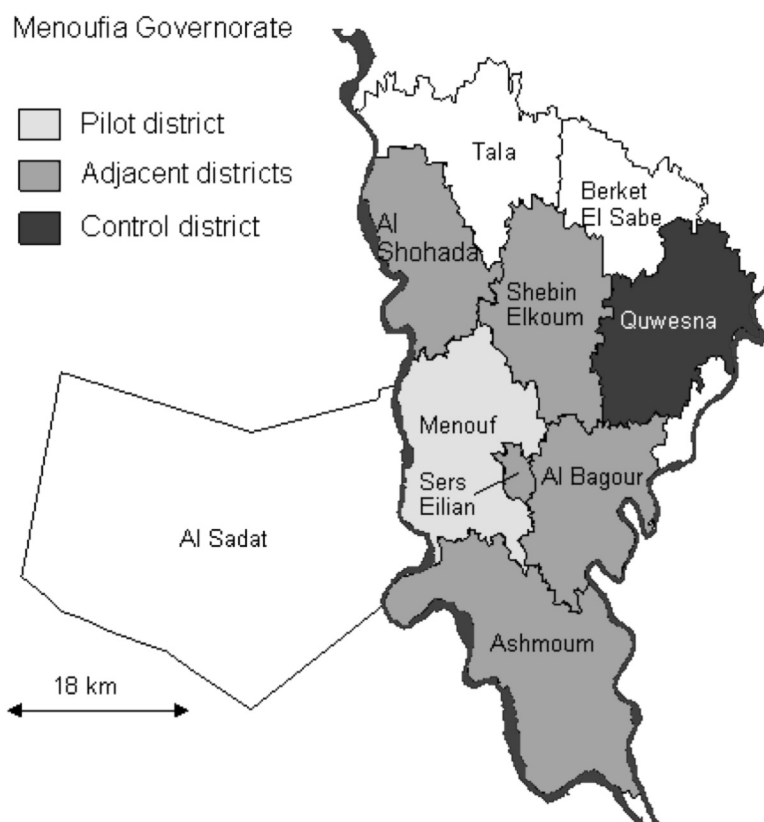 Menoufia Governorate
Pilot district
Adjacent districts
Control district
Tala
Berket
El Sabe
Al
Shohada
Shebin
Elkoum
Quwesna
Menouf
Sers
Eilian
Al Bagour
Al Sadat
Ashmoum
18 km